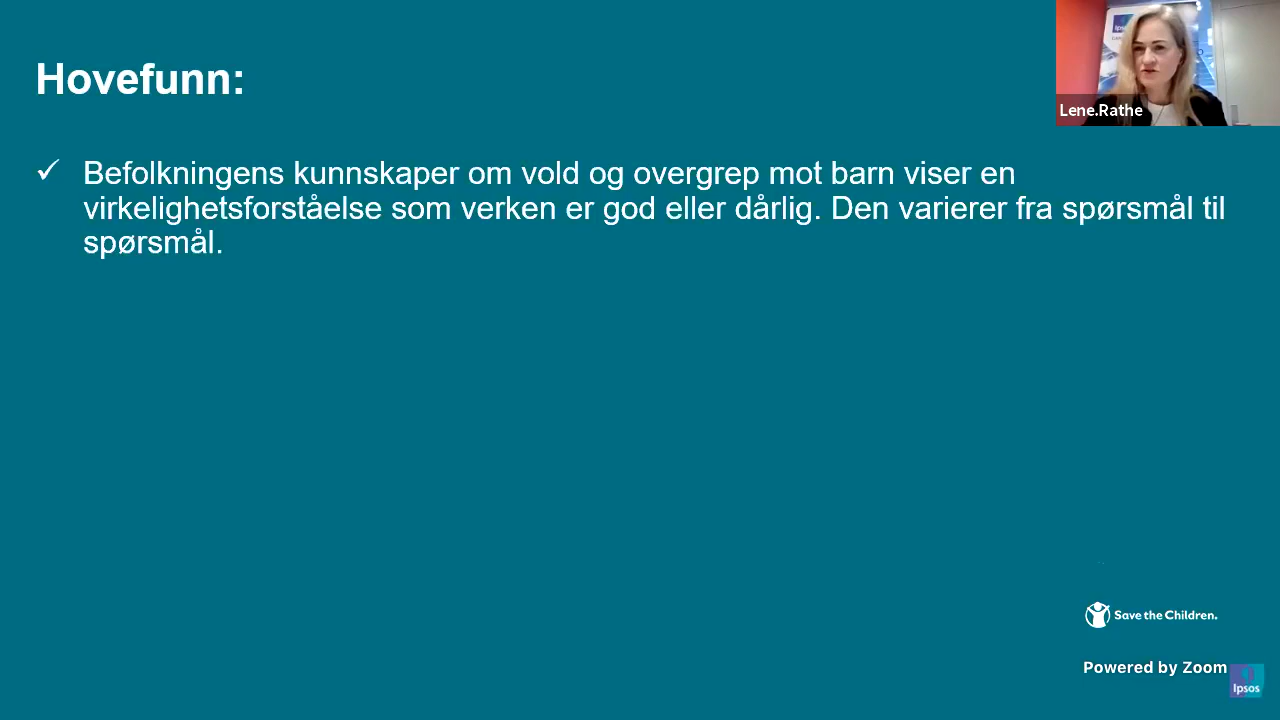 Hovefunn:
Ipsos
Lene.Rathe
✓ Befolkningens kunnskaper om vold og overgrep mot barn viser en
virkelighetsforståelse som verken er god eller dårlig. Den varierer fra spørsmål til
spørsmål.
Save the Children.
Powered by Zoom
Ipsos